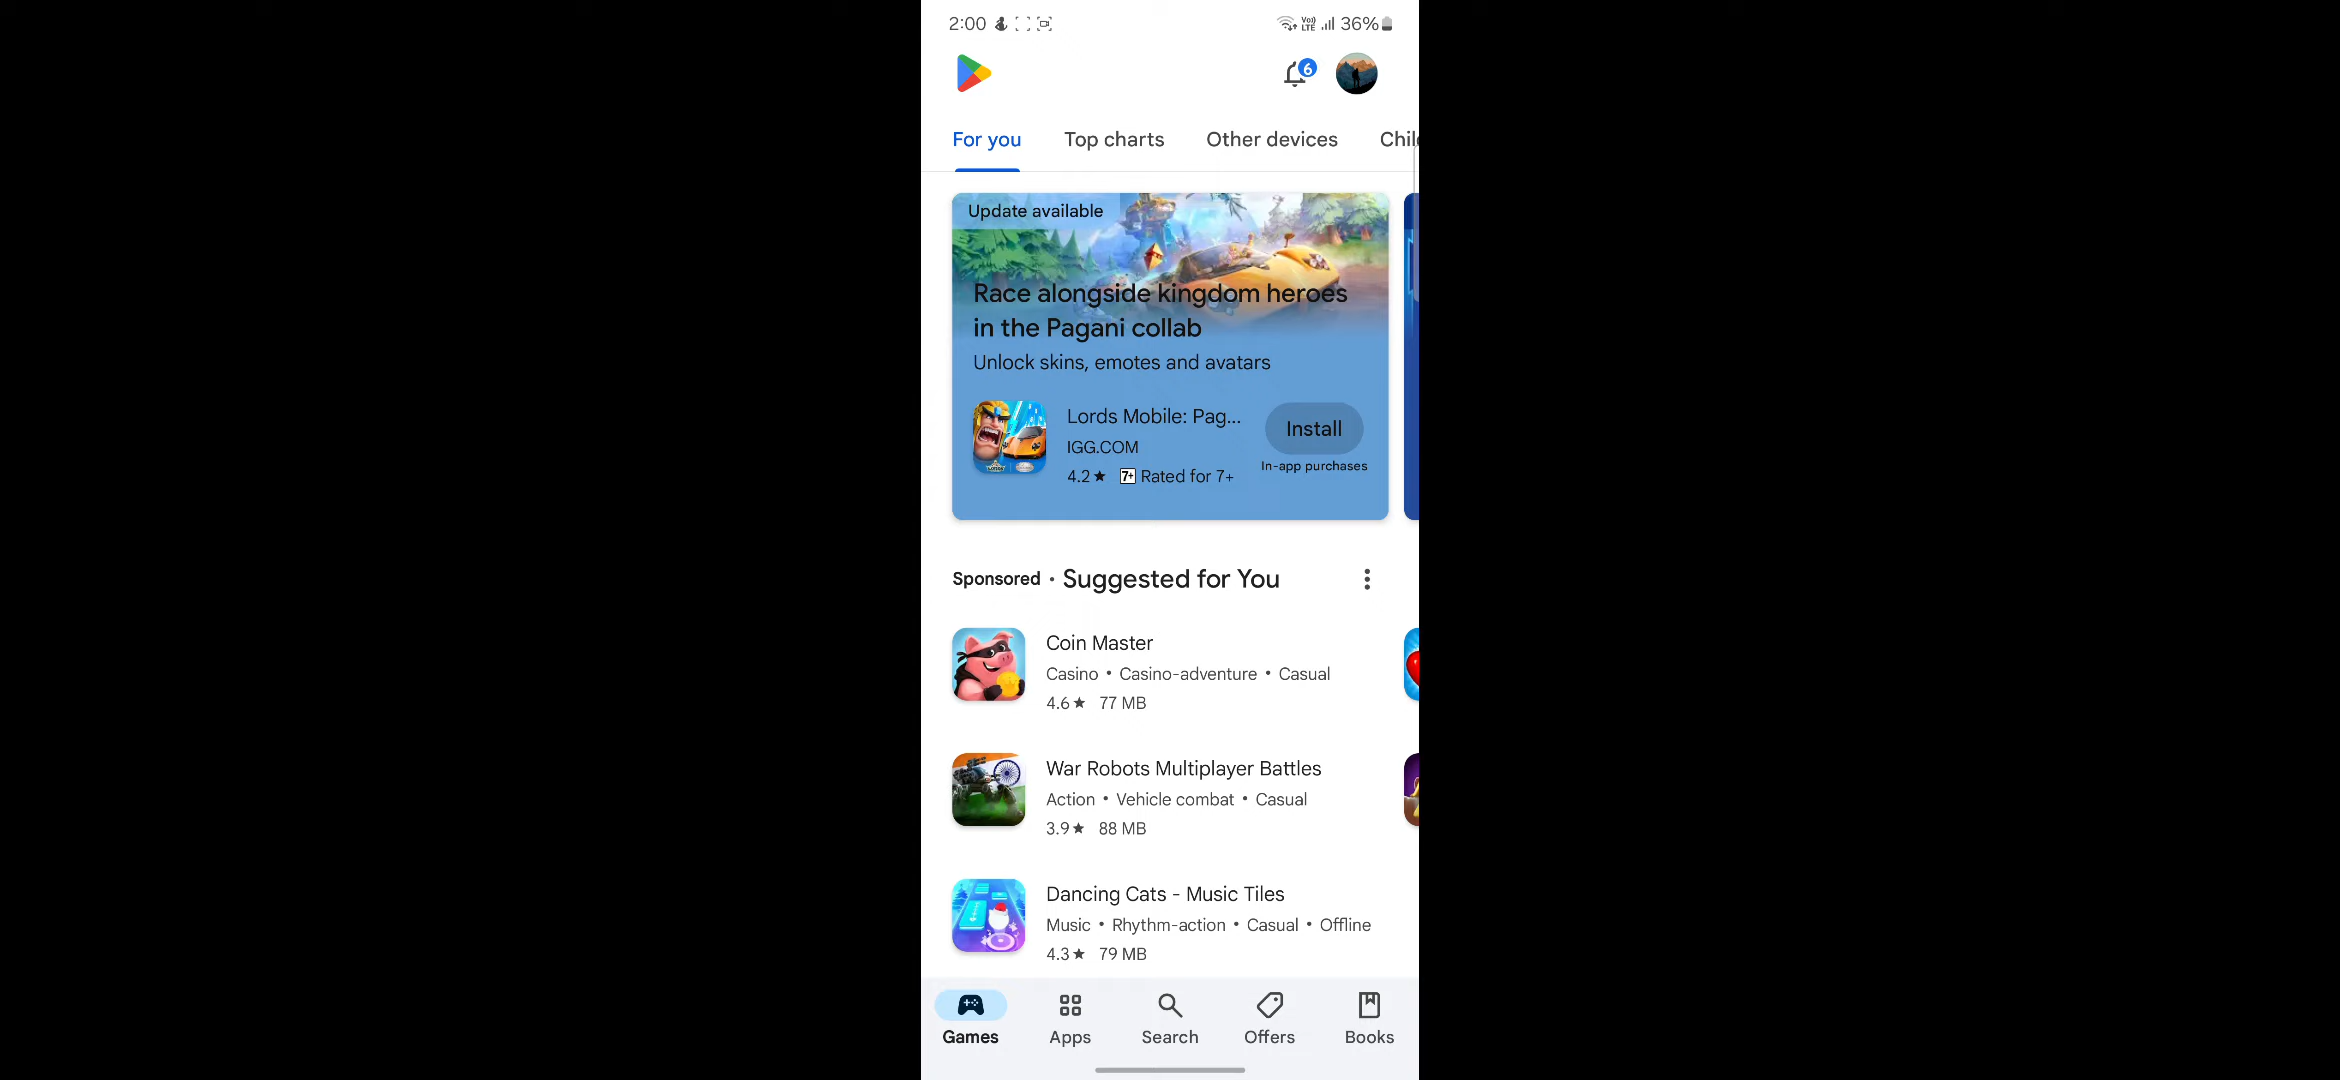 2:00
Vo)) LTE 36%
6
For you Top charts Other devices Chil
Update available
Race alongside kingdom heroes
in the Pagani collab
Unlock skins, emotes and avatars
Lords Mobile: Pag...
IGG.COM
4.2★ 7+ Rated for 7+
Install
In-app purchases
Sponsored • Suggested for You
Coin Master
Casino • Casino-adventure • Casual
4.6★ 77 MB
War Robots Multiplayer Battles
Action • Vehicle combat • Casual
3.9★ 88 MB
Dancing Cats - Music Tiles
Music • Rhythm-action • Casual • Offline
4.3★ 79 MB
Games Apps Search Offers Books